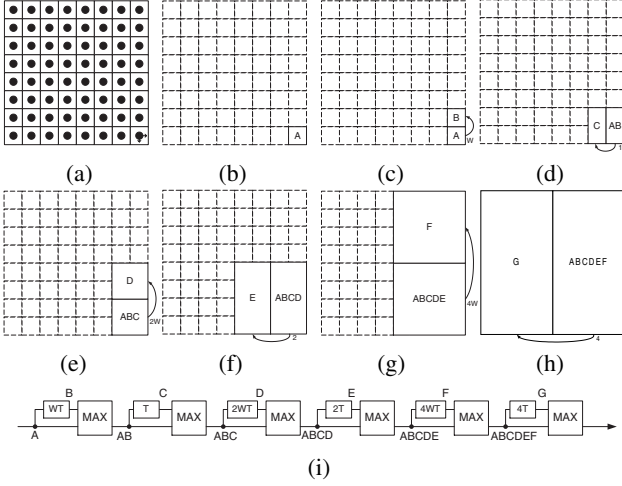 A
B
A
W
C
AB
1
(a)
(b)
(c)
(d)
D
ABC
2W
E
ABCD
2
F
ABCDE
4W
G
ABCDEF
4
(e)
(f)
(g)
(h)
B C D E F G
WT MAX T MAX 2WT MAX 2T MAX 4WT MAX 4T MAX
A AB ABC ABCD ABCDE ABCDEF
(i)